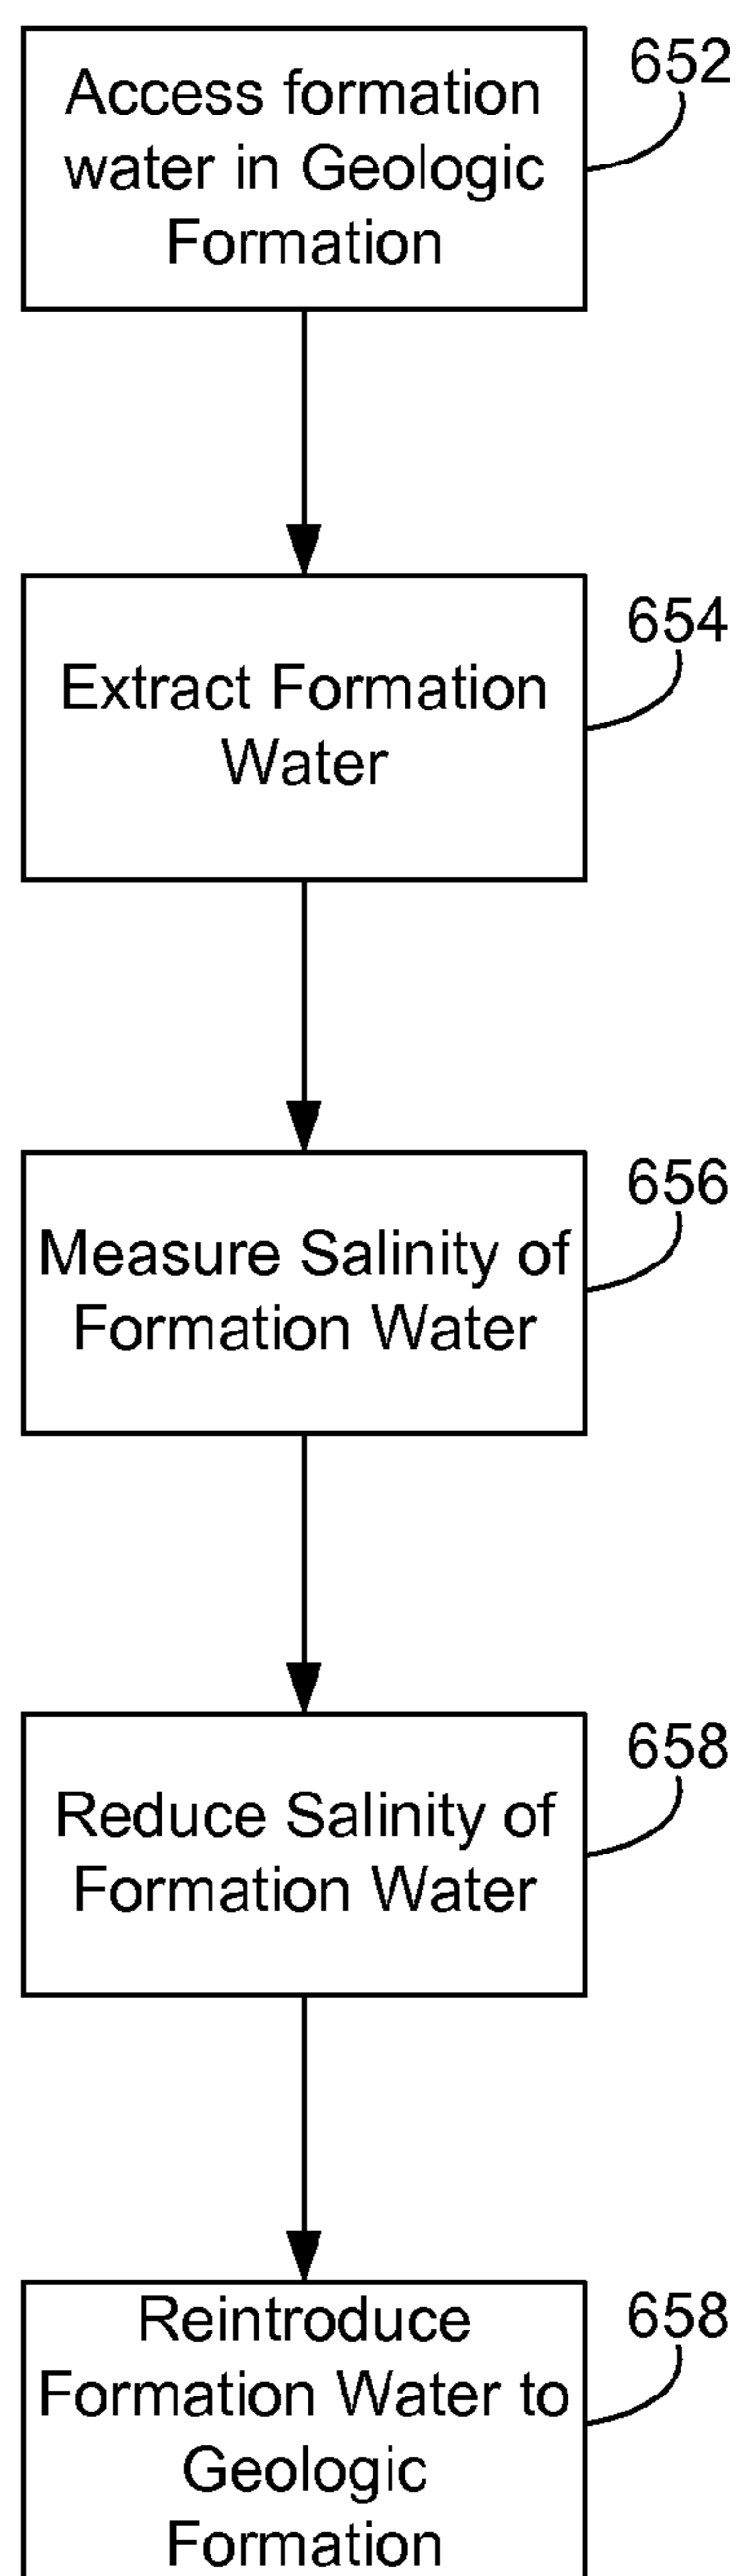 Access formation
water in Geologic
Formation
652
Extract Formation
Water
654
Measure Salinity of
Formation Water
656
Reduce Salinity of
Formation Water
658
Reintroduce
Formation Water to
Geologic
Formation
658